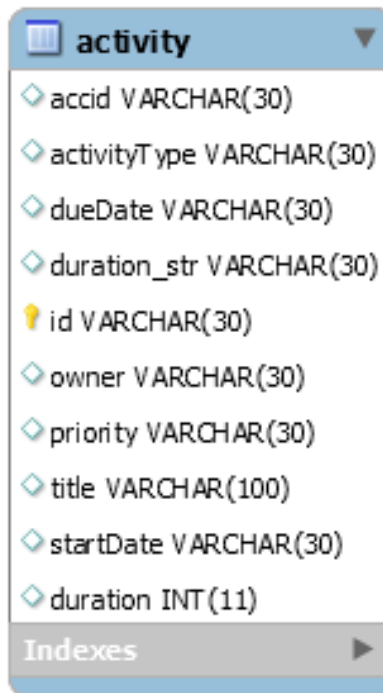 activity
accid VARCHAR(30)
activityType VARCHAR(30)
dueDate VARCHAR(30)
duration_str VARCHAR(30)
id VARCHAR(30)
owner VARCHAR(30)
priority VARCHAR(30)
title VARCHAR(100)
startDate VARCHAR(30)
duration INT(11)
Indexes